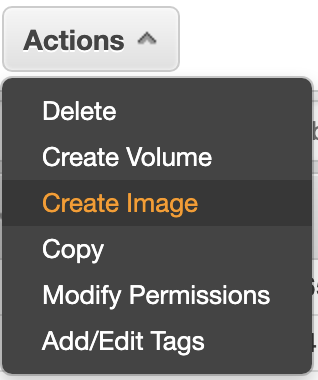 Actions
Delete
Create Volume
Create Image
Copy
Modify Permissions
Add/Edit Tags